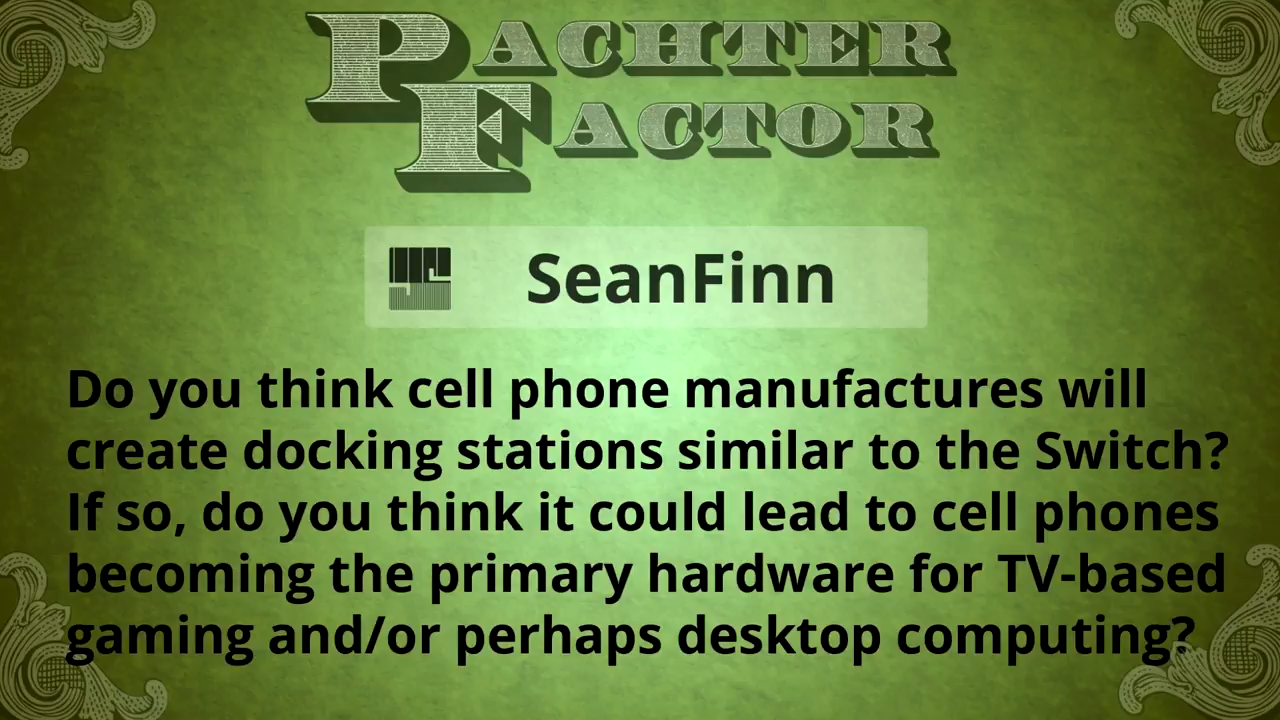 PACHTER
FACTOR
SeanFinn
Do you think cell phone manufactures will
create docking stations similar to the Switch?
If so, do you think it could lead to cell phones
becoming the primary hardware for TV-based
gaming and/or perhaps desktop computing?